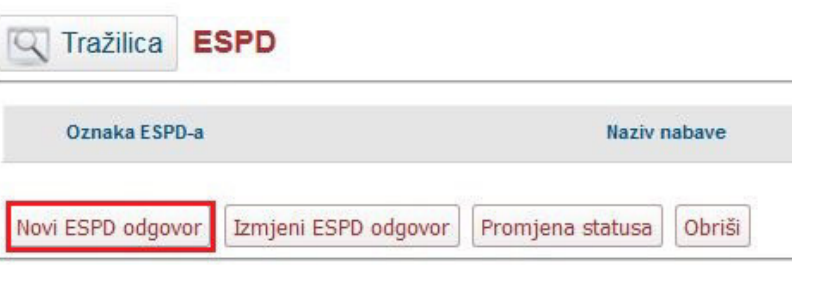 Tražilica ESPD
Oznaka ESPD-a Naziv nabave
Novi ESPD odgovor Izmjeni ESPD odgovor Promjena statusa Obriši